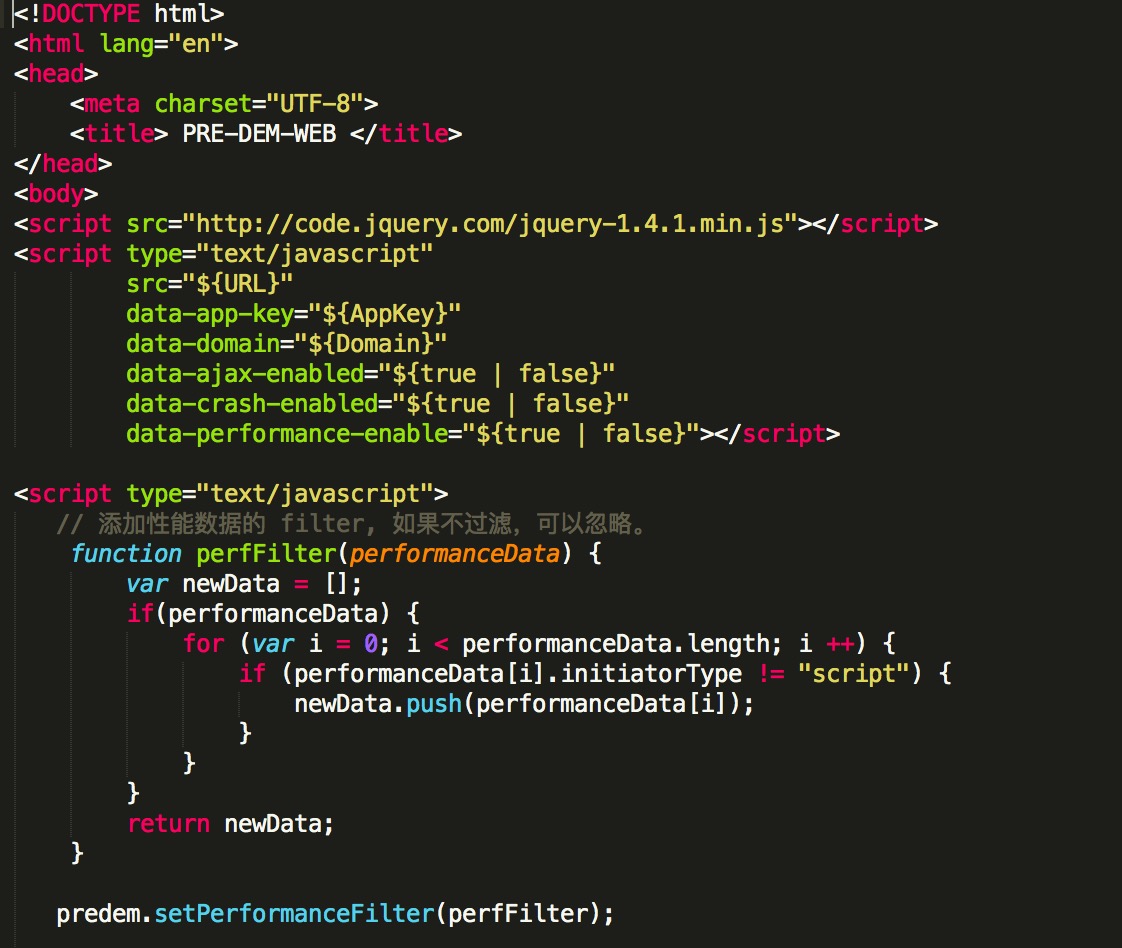 <!DOCTYPE html>
<html lang="en">
<head>
    <meta charset="UTF-8">
    <title> PRE-DEM-WEB </title>
</head>
<body>
<script src="http://code.jquery.com/jquery-1.4.1.min.js"></script>
<script type="text/javascript"
        src="${URL}"
        data-app-key="${AppKey}"
        data-domain="${Domain}"
        data-ajax-enabled="${true | false}"
        data-crash-enabled="${true | false}"
        data-performance-enable="${true | false}"></script>

<script type="text/javascript">
   // 添加性能数据的 filter, 如果不过滤，可以忽略。
    function perfFilter(performanceData) {
        var newData = [];
        if(performanceData) {
            for (var i = 0; i < performanceData.length; i ++) {
                if (performanceData[i].initiatorType != "script") {
                    newData.push(performanceData[i]);
                }
            }
        }
        return newData;
    }

   predem.setPerformanceFilter(perfFilter);